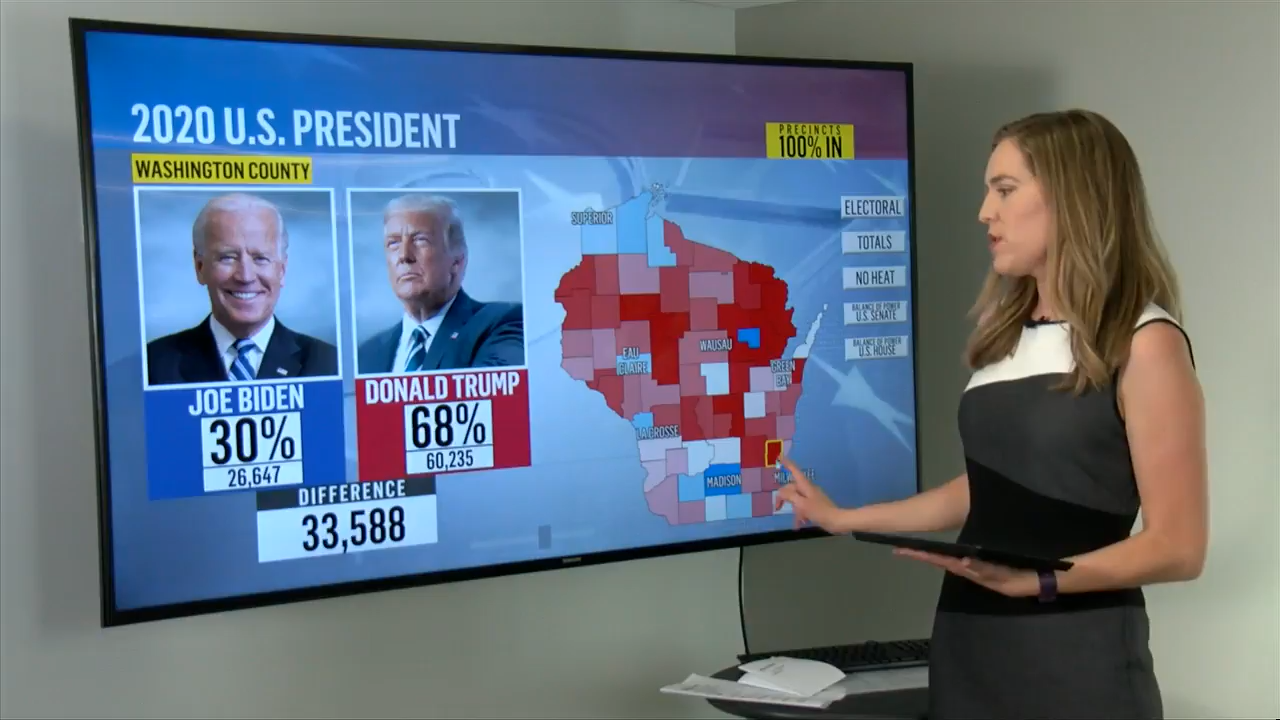 2020 U.S. PRESIDENT
PRECINCTS
100% IN
WASHINGTON COUNTY
JOE BIDEN
30%
26,647
DONALD TRUMP
68%
60,235
DIFFERENCE
33,588
SUPERIOR
WAUSAU
EAU
CLAIRE
GREEN
BAY
LA CROSSE
MADISON
ELECTORAL
TOTALS
NO HEAT
BALANCE OF POWER
U.S. SENATE
BALANCE OF POWER
U.S. HOUSE
SAMSUNG